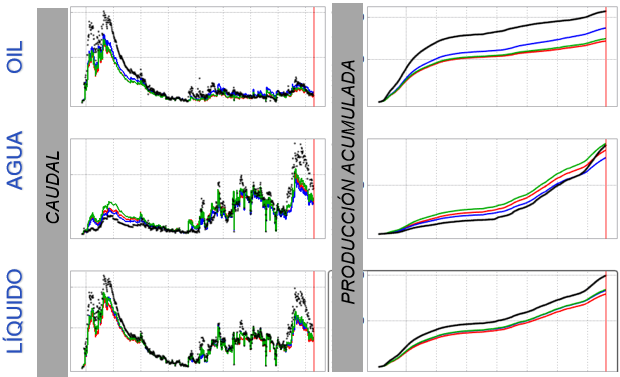 OIL
AGUA
LÍQUIDO
CAUDAL
PRODUCCIÓN ACUMULADA